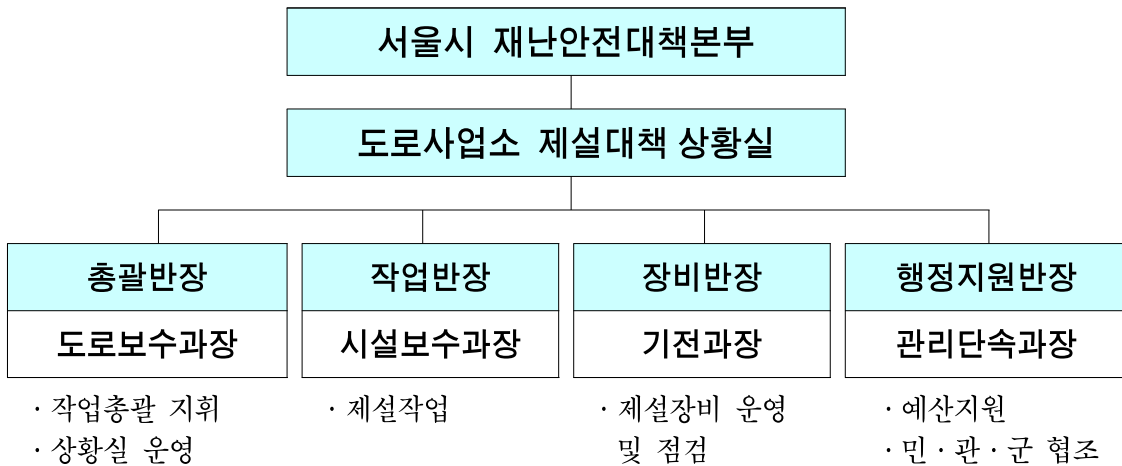 서울시 재난안전대책본부
도로사업소 제설대책 상황실
총괄반장
도로보수과장
· 작업총괄 지휘
· 상황실 운영
작업반장
시설보수과장
· 제설작업
장비반장
기전과장
· 제설장비 운영
및 점검
행정지원반장
관리단속과장
· 예산지원
· 민 · 관 · 군 협조